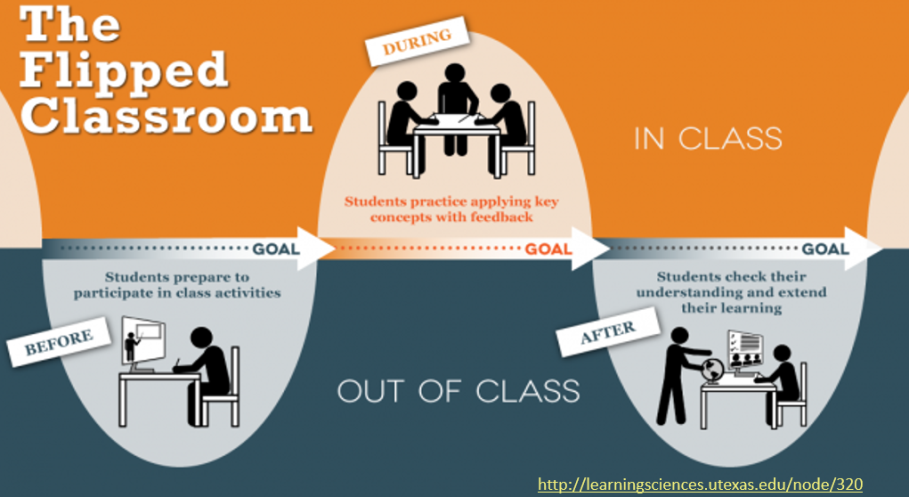 The
Flipped
Classroom
DURING
IN CLASS
Students practice applying key
concepts with feedback
GOAL
GOAL
GOAL
Students prepare to
participate in class activities
BEFORE
Students check their
understanding and extend
their learning
AFTER
OUT OF CLASS
http://learningsciences.utexas.edu/node/320